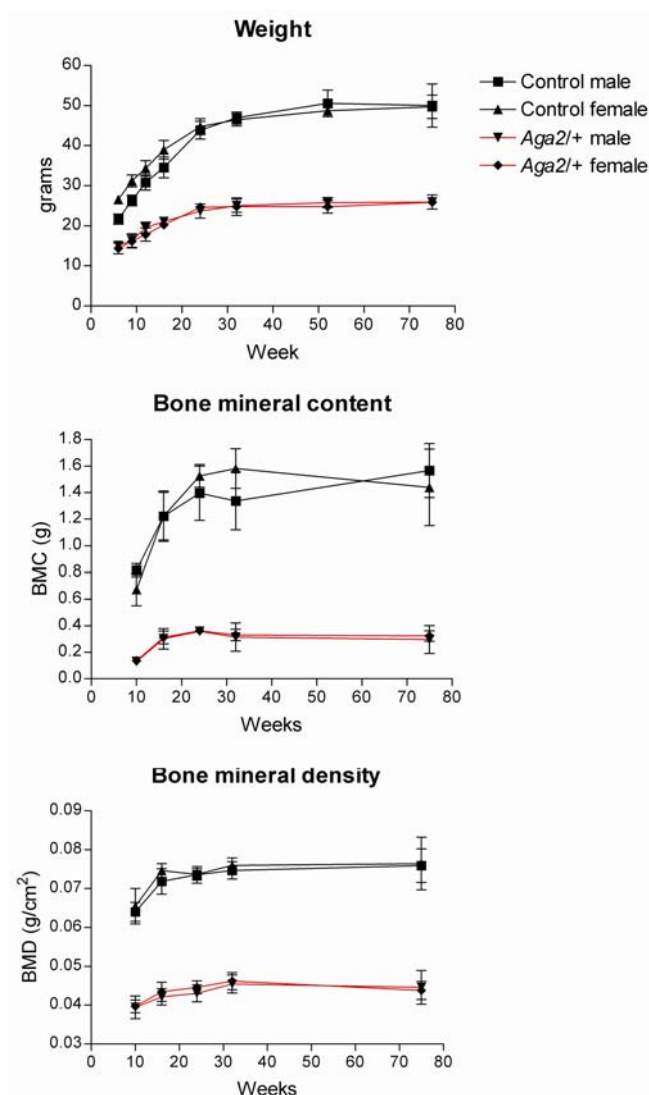 Weight
60
50
40
30
20
10
0
grams
0 10 20 30 40 50 60 70 80
Week
Control male
Control female
Aga2/+ male
Aga2/+ female
Bone mineral content
1.8
1.6
1.4
1.2
1.0
0.8
0.6
0.4
0.2
0.0
BMC (g)
0 10 20 30 40 50 60 70 80
Weeks
Bone mineral density
0.09
0.08
0.07
0.06
0.05
0.04
0.03
BMD (g/cm²)
0 10 20 30 40 50 60 70 80
Weeks